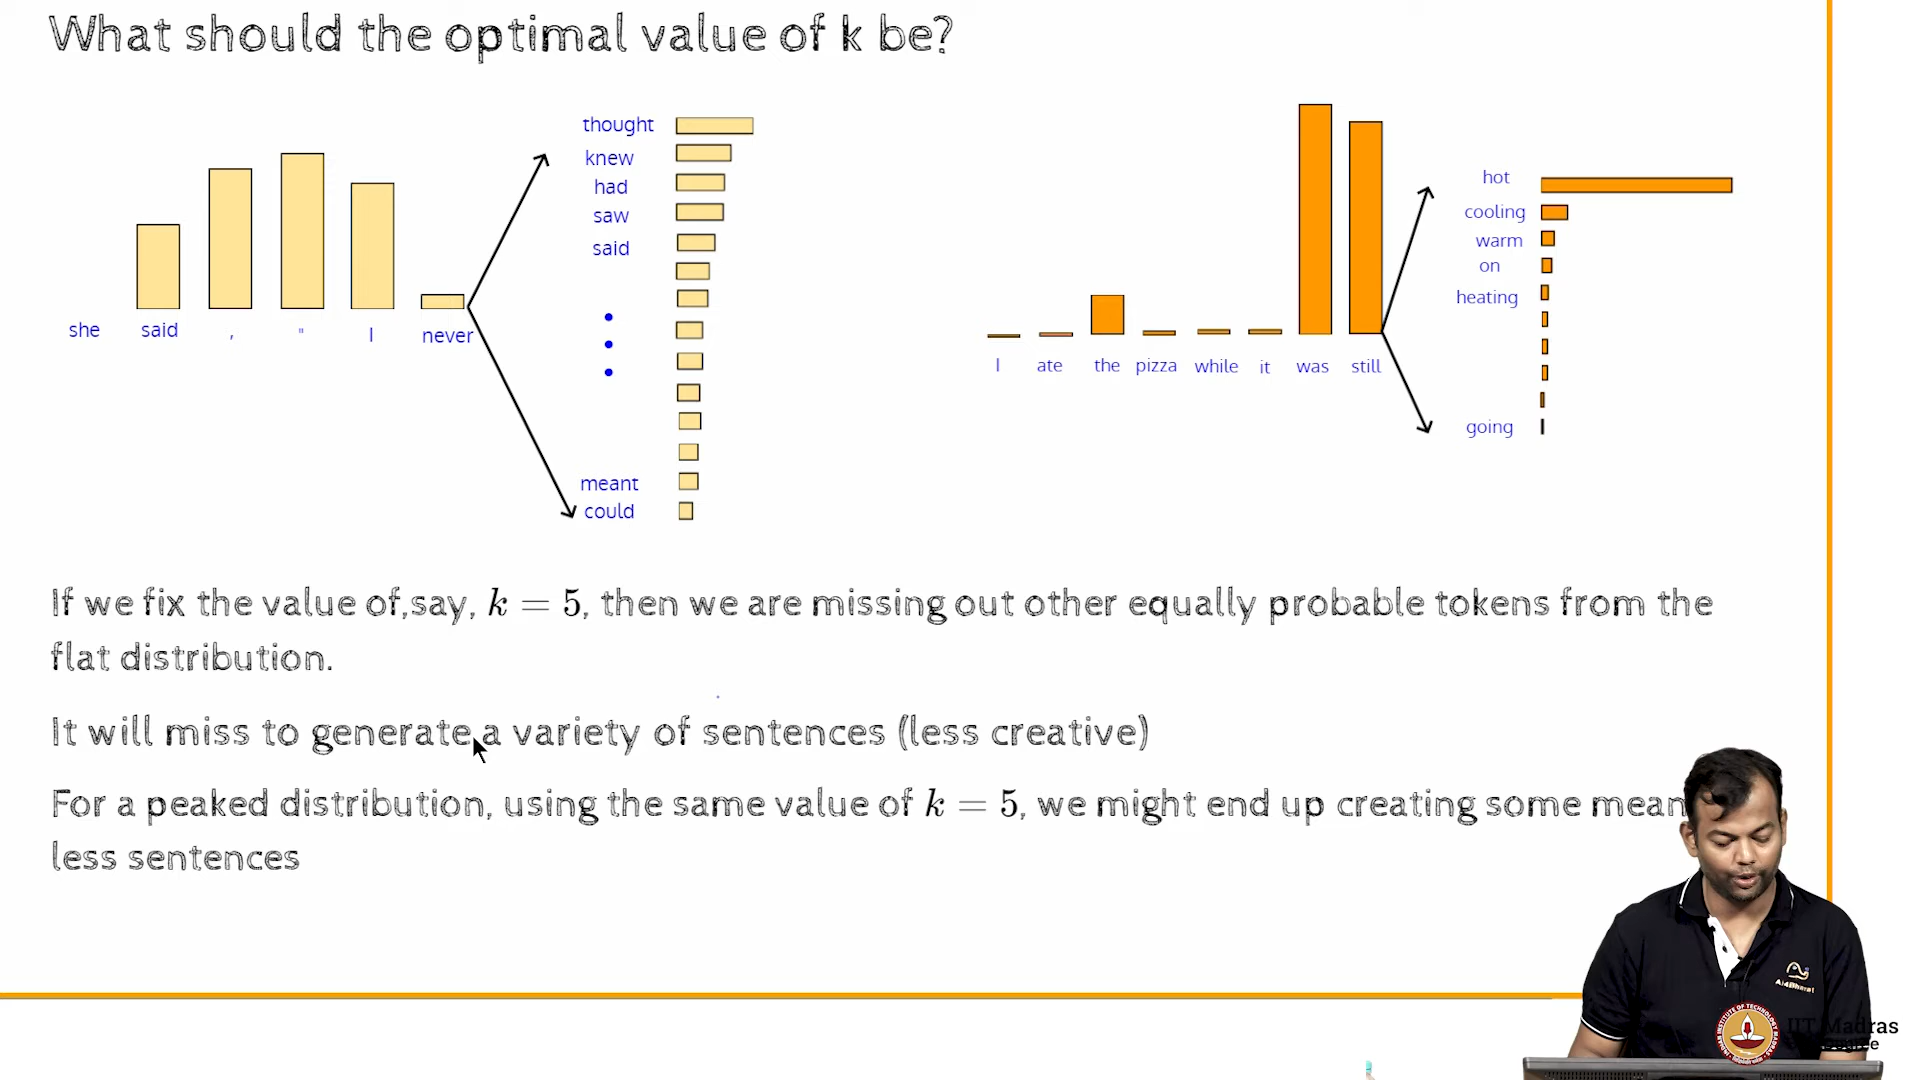 What should the optimal value of k be?
thought
knew
had
saw
said
meant
could
she said , " I never
hot
cooling
warm
on
heating
going
I ate the pizza while it was still
If we fix the value of,say, k = 5, then we are missing out other equally probable tokens from the
flat distribution.
It will miss to generate a variety of sentences (less creative)
For a peaked distribution, using the same value of k = 5, we might end up creating some mean
less sentences
AI4Bharat
IIT Madras